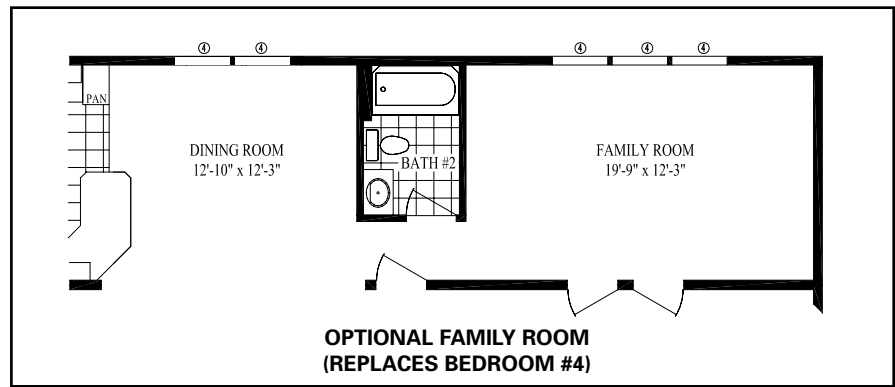 ④ ④ ④ ④ ④
PAN
DINING ROOM
12'-10" x 12'-3"
BATH #2
FAMILY ROOM
19'-9" x 12'-3"
OPTIONAL FAMILY ROOM
(REPLACES BEDROOM #4)